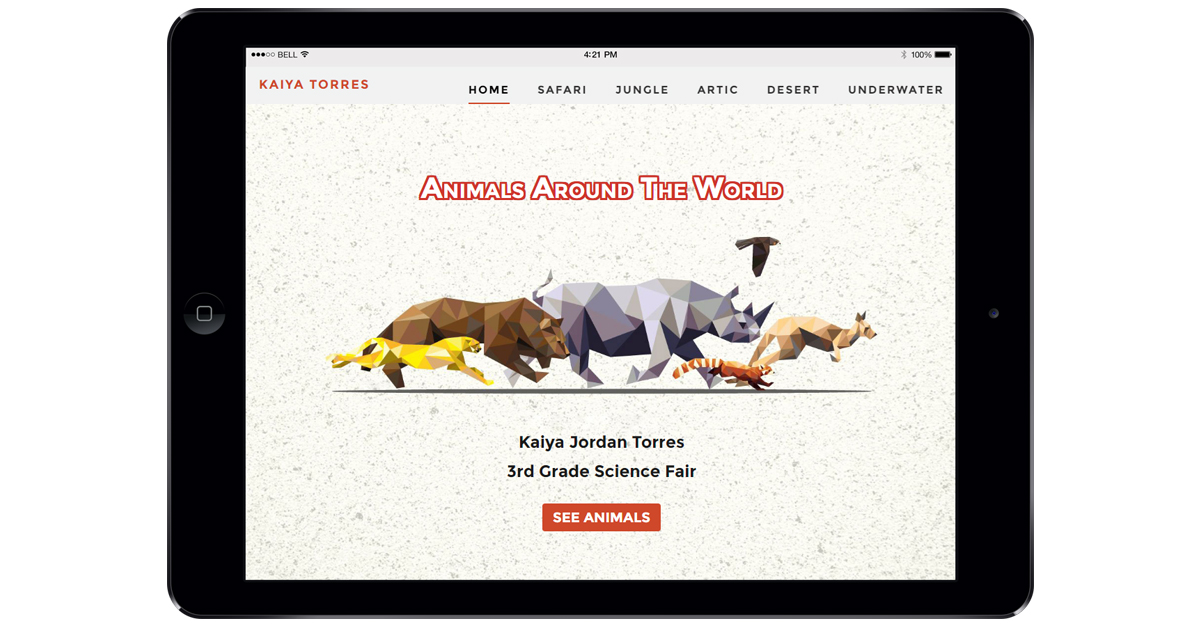 BELL 4:21 PM 100%
KAIYA TORRES HOME SAFARI JUNGLE ARTIC DESERT UNDERWATER
Animals Around The World
Kaiya Jordan Torres
3rd Grade Science Fair
SEE ANIMALS